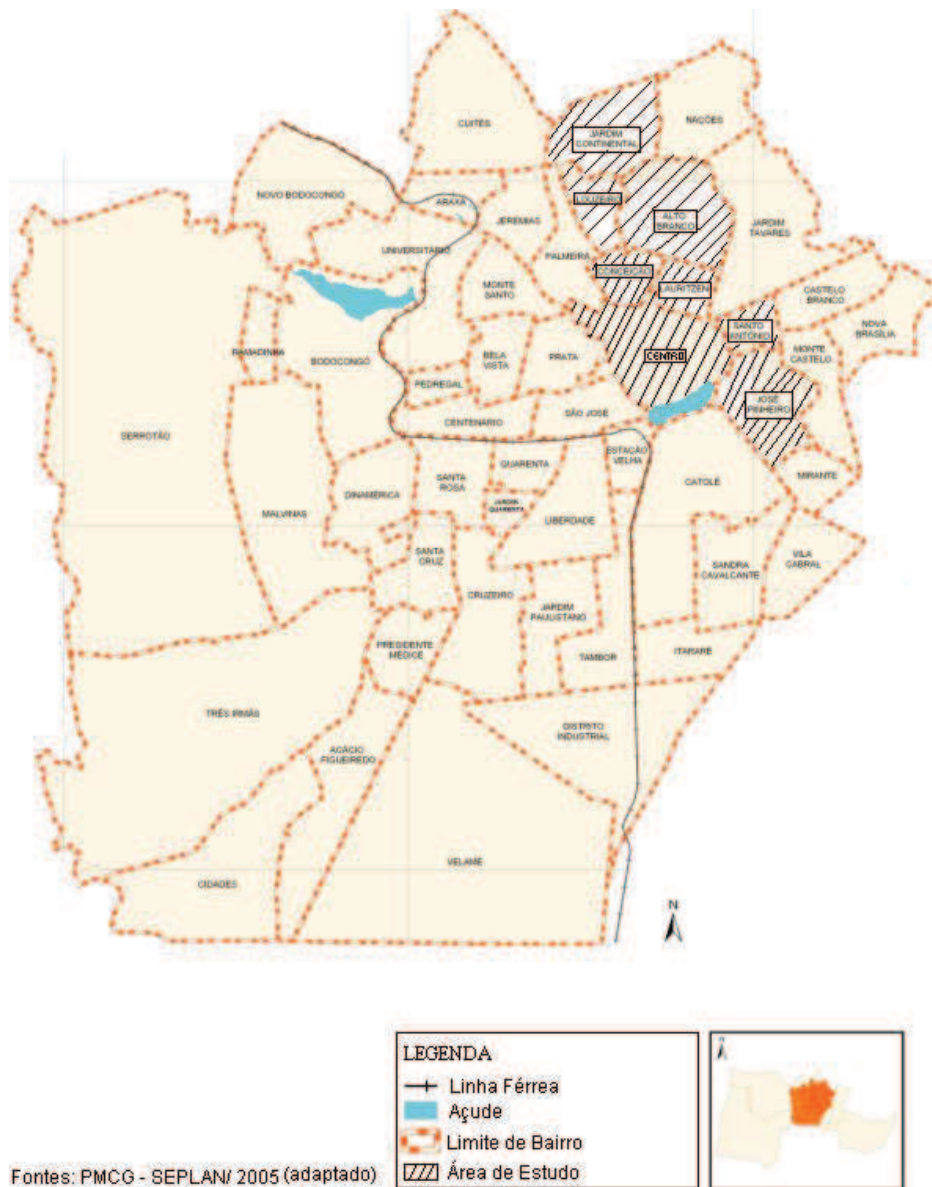 CUITÉS
NAÇÕES
JARDIM
CONTINENTAL
NOVO BODOCONGÓ
ARAXÁ
LOUZEIRO
JEREMIAS
ALTO
BRANCO
JARDIM
TAVARES
UNIVERSITÁRIO
PALMEIRA
CONCEIÇÃO
MONTE
SANTO
LAURITZEN
CASTELO
BRANCO
SANTO
ANTÔNIO
NOVA
BRASÍLIA
RAMADINHA
BODOCONGÓ
BELA
VISTA
PRATA
CENTRO
MONTE
CASTELO
PEDREGAL
JOSÉ
PINHEIRO
CENTENÁRIO
SÃO JOSÉ
SERROTÃO
ESTAÇÃO
VELHA
QUARENTA
MIRANTE
DINAMÉRICA
SANTA
ROSA
CATOLÉ
JARDIM
QUARENTA
MALVINAS
LIBERDADE
SANTA
CRUZ
SANDRA
CAVALCANTE
VILA
CABRAL
CRUZEIRO
JARDIM
PAULISTANO
PRESIDENTE
MÉDICE
TAMBOR
ITARARÉ
TRÊS IRMÃS
DISTRITO
INDUSTRIAL
ACÁCIO
FIGUEIREDO
VELAME
CIDADES
N
LEGENDA
Linha Férrea
Açude
Limite de Bairro
Área de Estudo
N
Fontes: PMCG - SEPLAN/ 2005 (adaptado)